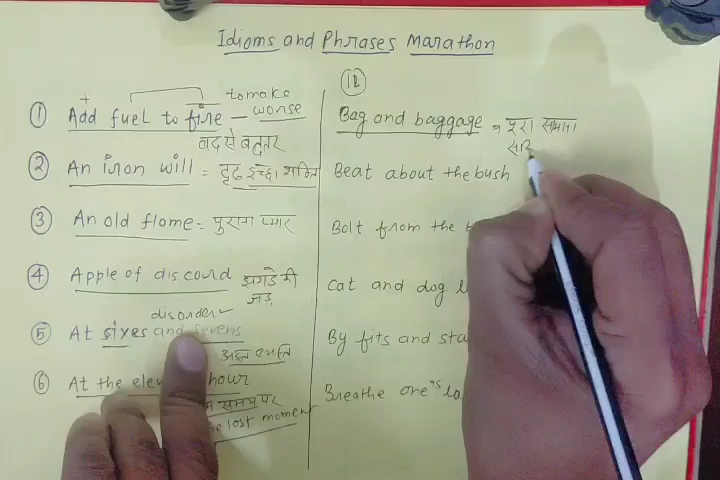 Idioms and Phrases Marathon
① Add fuel to fire — to make worse
बद से बदतर
② An iron will = दृढ़ इच्छा शक्ति
③ An old flame = पुराना प्यार
④ Apple of discord झगडे की
जड़
disorder
⑤ At sixes and sevens
⑥ At the hour
समय पर
lost moment
12
Bag and baggage = पूरा
Beat about the bush
Bolt from the
Cat and dog
By fits and
Breathe one's